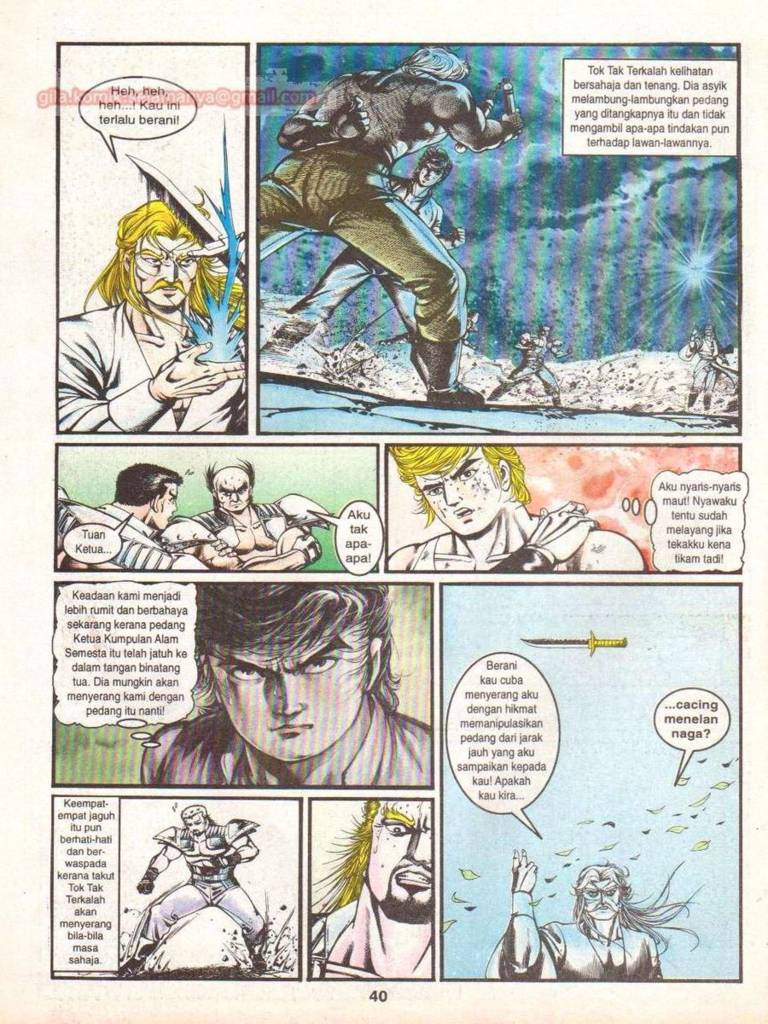 Heh, heh,
heh...! Kau ini
terlalu berani!
Tok Tak Terkalah kelihatan
bersahaja dan tenang. Dia asyik
melambung-lambungkan pedang
yang ditangkapnya itu dan tidak
mengambil apa-apa tindakan pun
terhadap lawan-lawannya.
Tuan
Ketua...
Aku
tak
apa-
apa!
Aku nyaris-nyaris
maut! Nyawaku
tentu sudah
melayang jika
tekakku kena
tikam tadi!
Keadaan kami menjadi
lebih rumit dan berbahaya
sekarang kerana pedang
Ketua Kumpulan Alam
Semesta itu telah jatuh ke
dalam tangan binatang
tua. Dia mungkin akan
menyerang kami dengan
pedang itu nanti!
Berani
kau cuba
menyerang aku
dengan hikmat
memanipulasikan
pedang dari jarak
jauh yang aku
sampaikan kepada
kau! Apakah
kau kira...
...cacing
menelan
naga?
Keempat-
empat jaguh
itu pun
berhati-hati
dan ber-
waspada
kerana takut
Tok Tak
Terkalah
akan
menyerang
bila-bila
masa
sahaja.
40